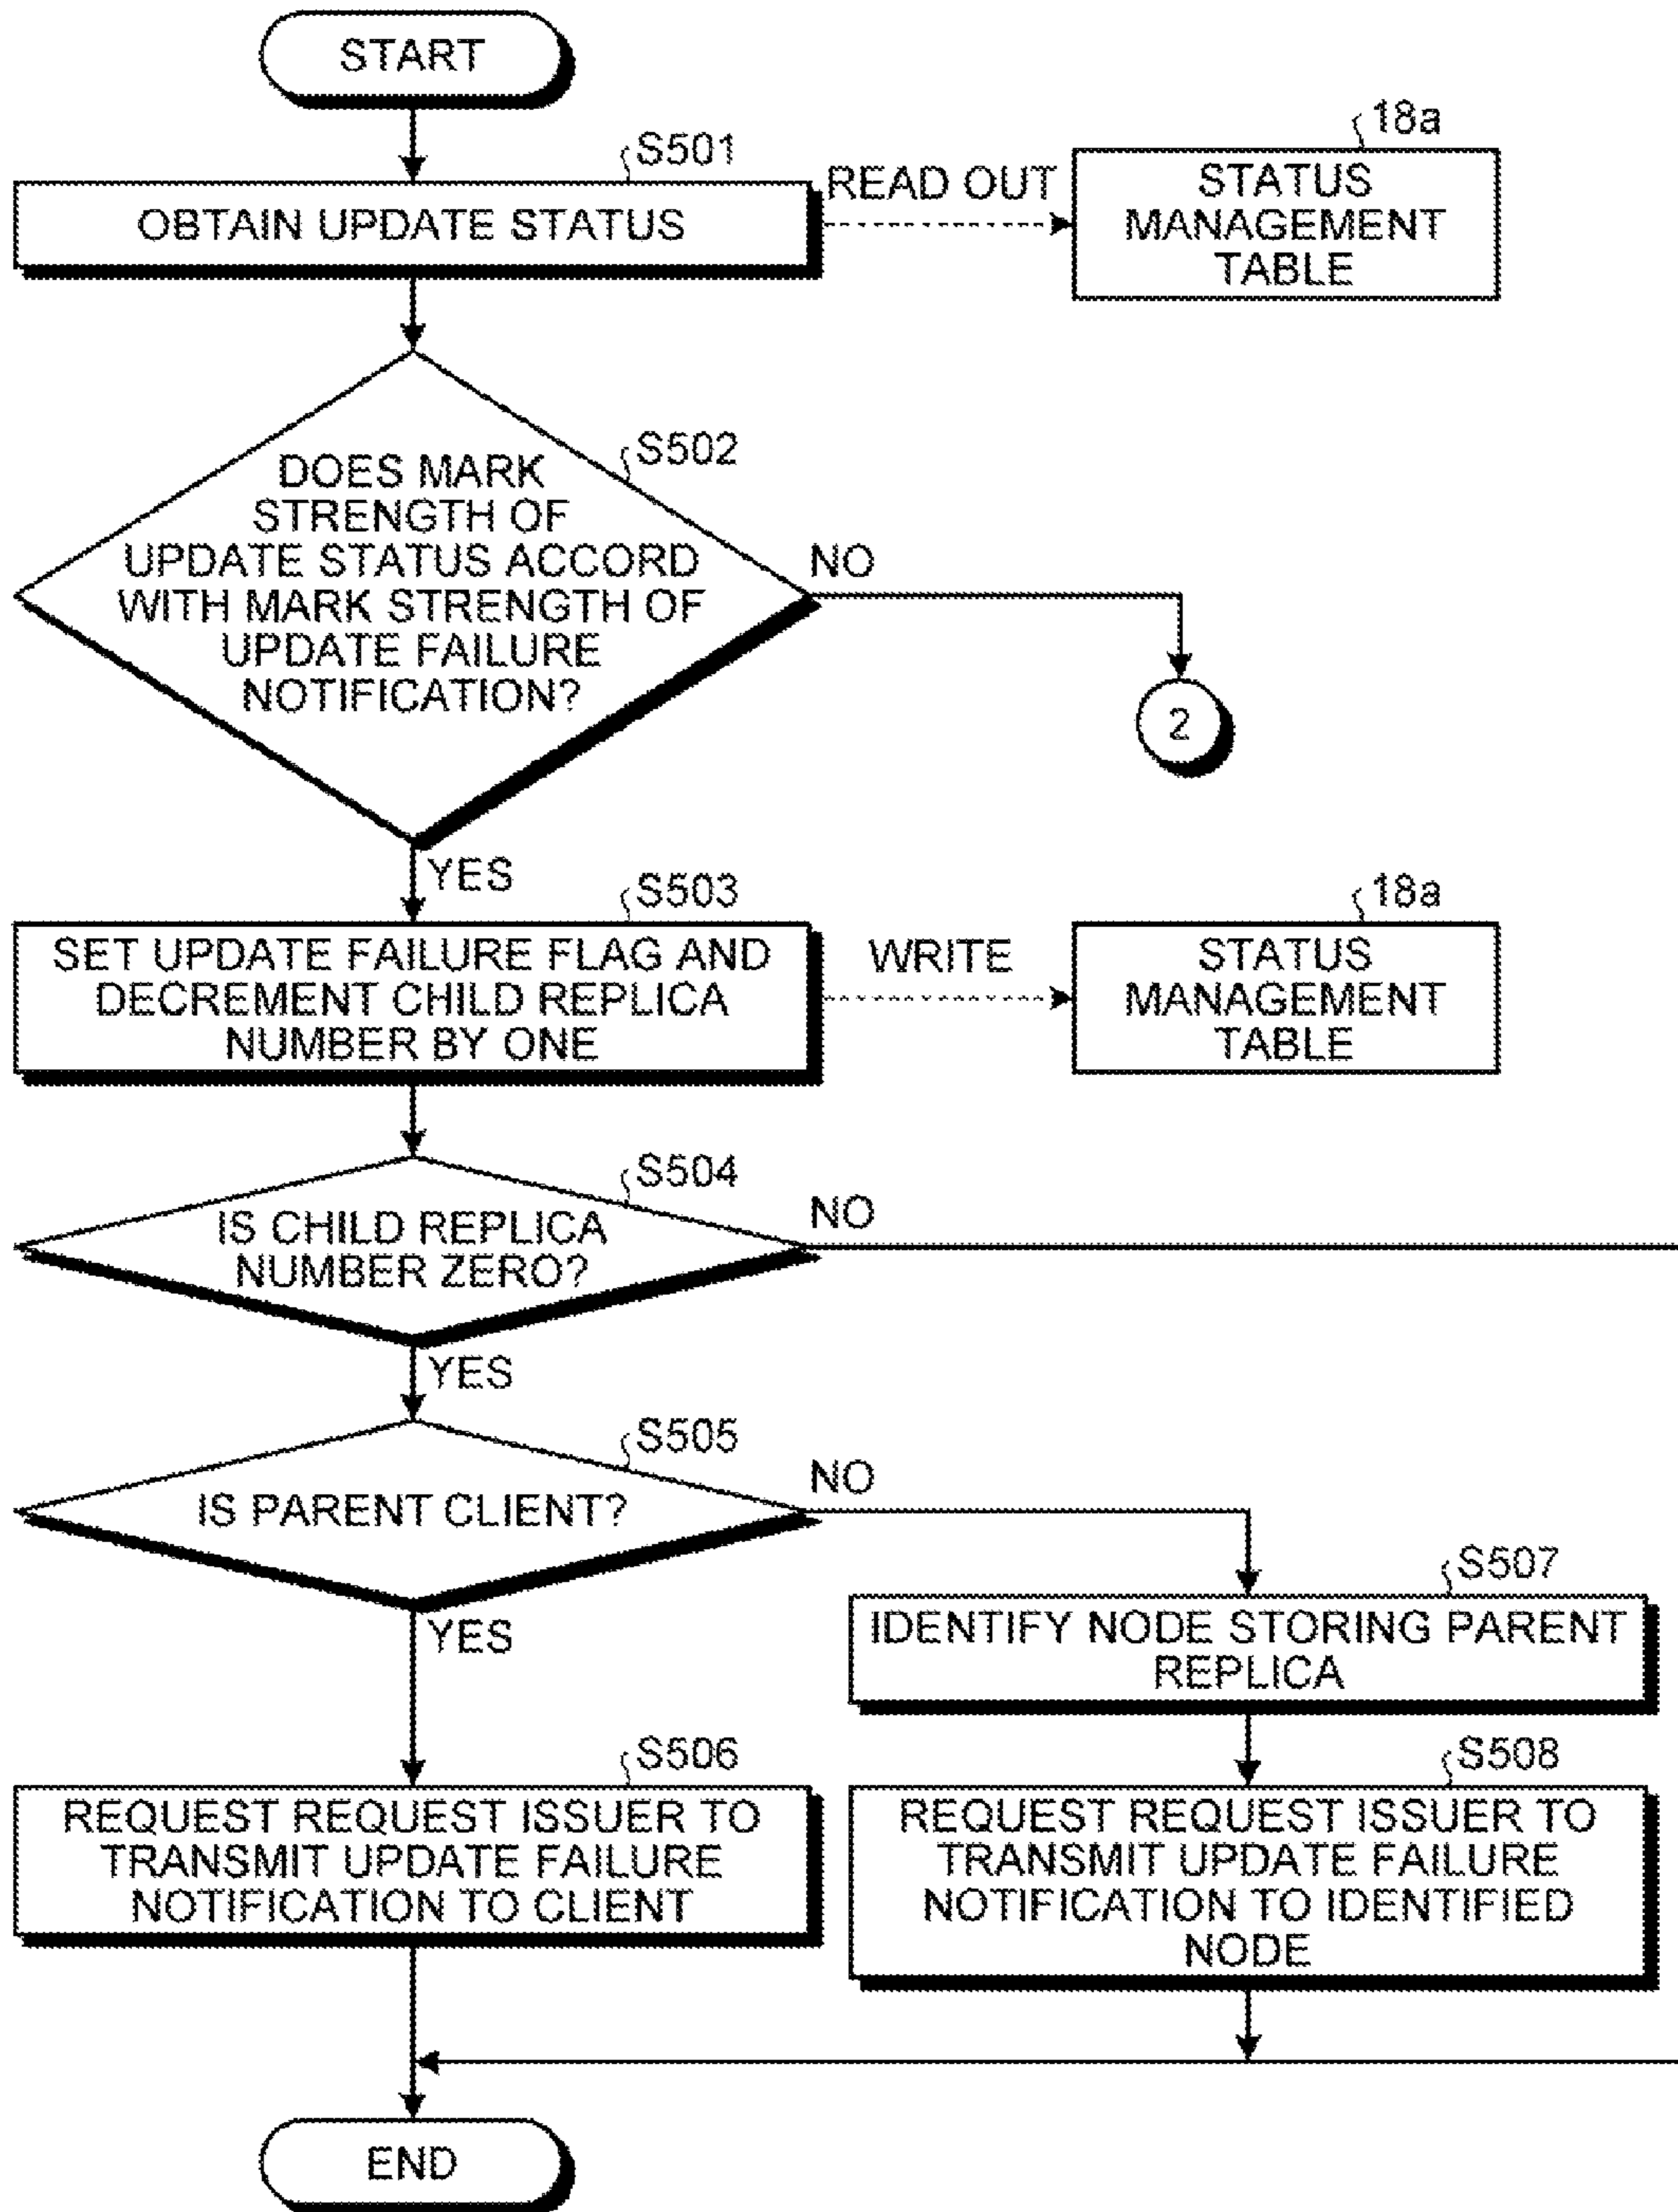 START
S501
OBTAIN UPDATE STATUS
READ OUT
18a
STATUS
MANAGEMENT
TABLE
S502
DOES MARK
STRENGTH OF
UPDATE STATUS ACCORD
WITH MARK STRENGTH OF
UPDATE FAILURE
NOTIFICATION?
NO
2
YES
S503
SET UPDATE FAILURE FLAG AND
DECREMENT CHILD REPLICA
NUMBER BY ONE
WRITE
18a
STATUS
MANAGEMENT
TABLE
S504
IS CHILD REPLICA
NUMBER ZERO?
NO
YES
S505
IS PARENT CLIENT?
NO
YES
S507
IDENTIFY NODE STORING PARENT
REPLICA
S506
REQUEST REQUEST ISSUER TO
TRANSMIT UPDATE FAILURE
NOTIFICATION TO CLIENT
S508
REQUEST REQUEST ISSUER TO
TRANSMIT UPDATE FAILURE
NOTIFICATION TO IDENTIFIED
NODE
END